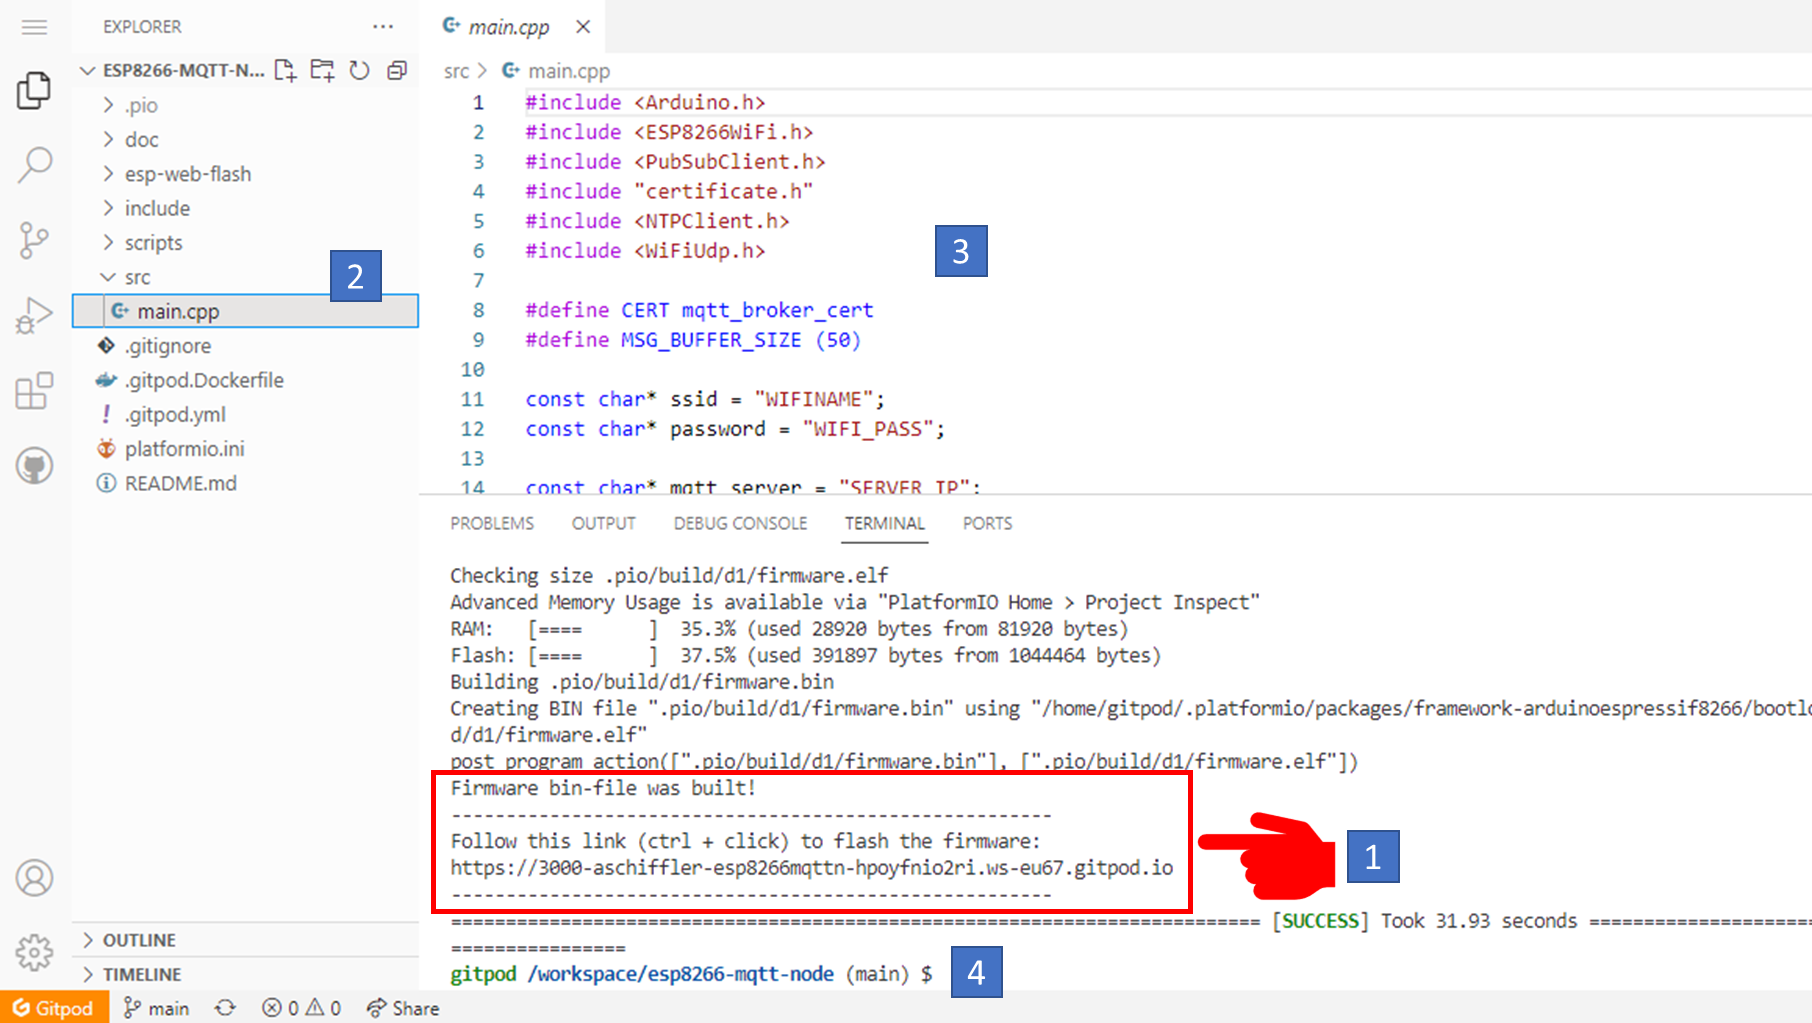 EXPLORER
ESP8266-MQTT-N...
.pio
doc
esp-web-flash
include
scripts
src
2
main.cpp
.gitignore
.gitpod.Dockerfile
.gitpod.yml
platformio.ini
README.md
OUTLINE
TIMELINE
main.cpp
src > main.cpp
1 #include <Arduino.h>
2 #include <ESP8266WiFi.h>
3 #include <PubSubClient.h>
4 #include "certificate.h"
5 #include <NTPClient.h>
6 #include <WiFiUdp.h>
3
7
8 #define CERT mqtt_broker_cert
9 #define MSG_BUFFER_SIZE (50)
10
11 const char* ssid = "WIFINAME";
12 const char* password = "WIFI_PASS";
13
14 const char* mqtt_server = "SERVER_IP";
PROBLEMS OUTPUT DEBUG CONSOLE TERMINAL PORTS
Checking size .pio/build/d1/firmware.elf
Advanced Memory Usage is available via "PlatformIO Home > Project Inspect"
RAM:   [====      ]  35.3% (used 28920 bytes from 81920 bytes)
Flash: [====      ]  37.5% (used 391897 bytes from 1044464 bytes)
Building .pio/build/d1/firmware.bin
Creating BIN file ".pio/build/d1/firmware.bin" using "/home/gitpod/.platformio/packages/framework-arduinoespressif8266/bootlo
d/d1/firmware.elf"
post_program_action([".pio/build/d1/firmware.bin"], [".pio/build/d1/firmware.elf"])
Firmware bin-file was built!
-------------------------------------------------------
Follow this link (ctrl + click) to flash the firmware:
https://3000-aschiffler-esp8266mqttn-hpoyfnio2ri.ws-eu67.gitpod.io
-------------------------------------------------------
1
========================================================================== [SUCCESS] Took 31.93 seconds =====================
================
gitpod /workspace/esp8266-mqtt-node (main) $
4
Gitpod main 0 0 Share